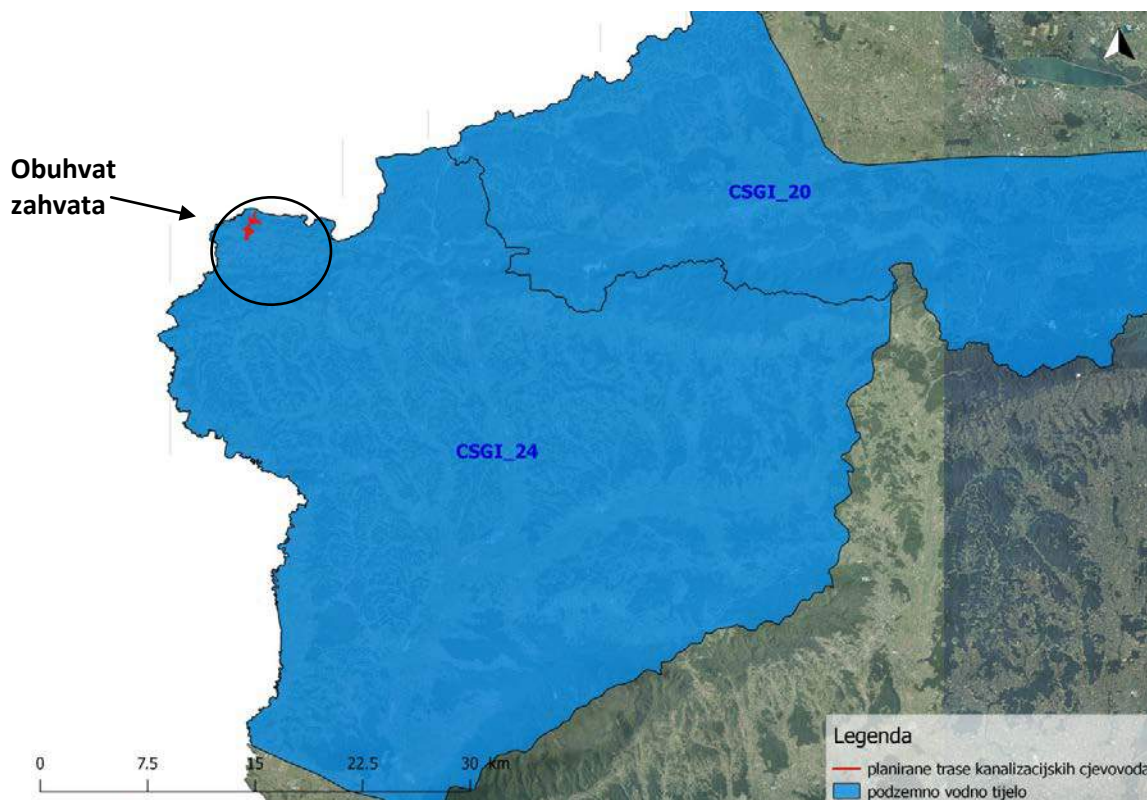 CSGI_20
Obuhvat
zahvata
CSGI_24
Legenda
planirane trase kanalizacijskih cjevovoda
podzemno vodno tijelo
0 7.5 15 22.5 30 km